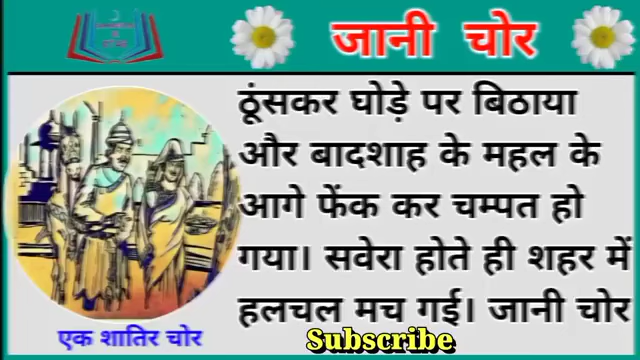 जानी चोर
ठूंसकर घोड़े पर बिठाया
और बादशाह के महल के
आगे फेंक कर चम्पत हो
गया। सवेरा होते ही शहर में
हलचल मच गई। जानी चोर
एक शातिर चोर
Subscribe